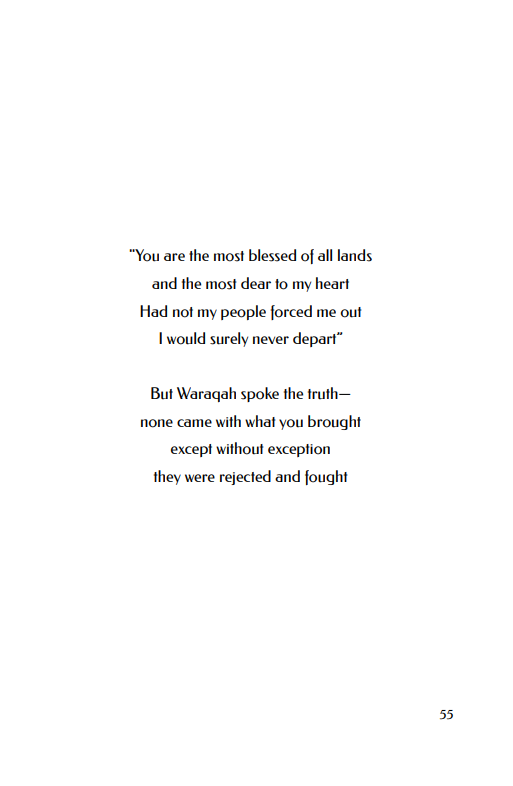 “You are the most blessed of all lands
and the most dear to my heart
Had not my people forced me out
I would surely never depart”
But Waraqah spoke the truth—
none came with what you brought
except without exception
they were rejected and fought
55